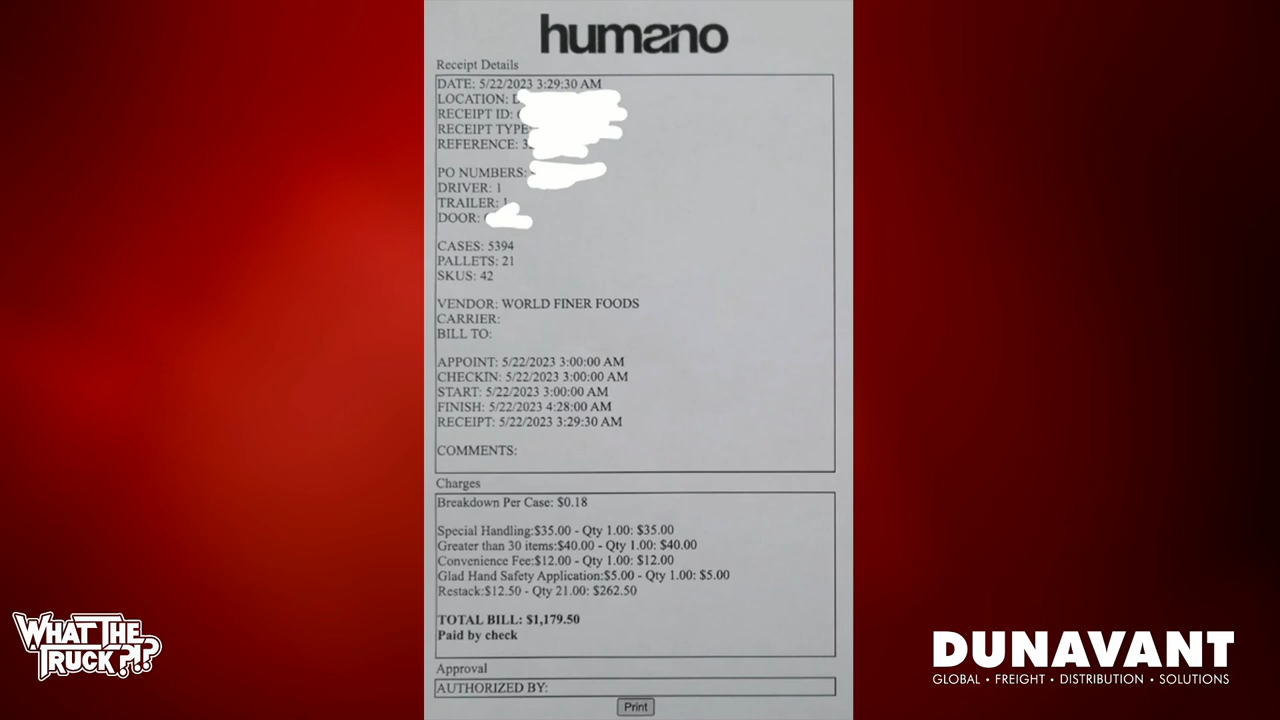 humano
Receipt Details
DATE: 5/22/2023 3:29:30 AM
LOCATION:
RECEIPT ID:
RECEIPT TYPE
REFERENCE: 3
PO NUMBERS:
DRIVER: 1
TRAILER: 1
DOOR:
CASES: 5394
PALLETS: 21
SKUS: 42
VENDOR: WORLD FINER FOODS
CARRIER:
BILL TO:
APPOINT: 5/22/2023 3:00:00 AM
CHECKIN: 5/22/2023 3:00:00 AM
START: 5/22/2023 3:00:00 AM
FINISH: 5/22/2023 4:28:00 AM
RECEIPT: 5/22/2023 3:29:30 AM
COMMENTS:
Charges
Breakdown Per Case: $0.18
Special Handling:$35.00 - Qty 1.00: $35.00
Greater than 30 items:$40.00 - Qty 1.00: $40.00
Convenience Fee:$12.00 - Qty 1.00: $12.00
Glad Hand Safety Application:$5.00 - Qty 1.00: $5.00
Restack:$12.50 - Qty 21.00: $262.50
TOTAL BILL: $1,179.50
Paid by check
Approval
AUTHORIZED BY:
Print
WHAT THE
TRUCK?!?
DUNAVANT
GLOBAL • FREIGHT • DISTRIBUTION • SOLUTIONS